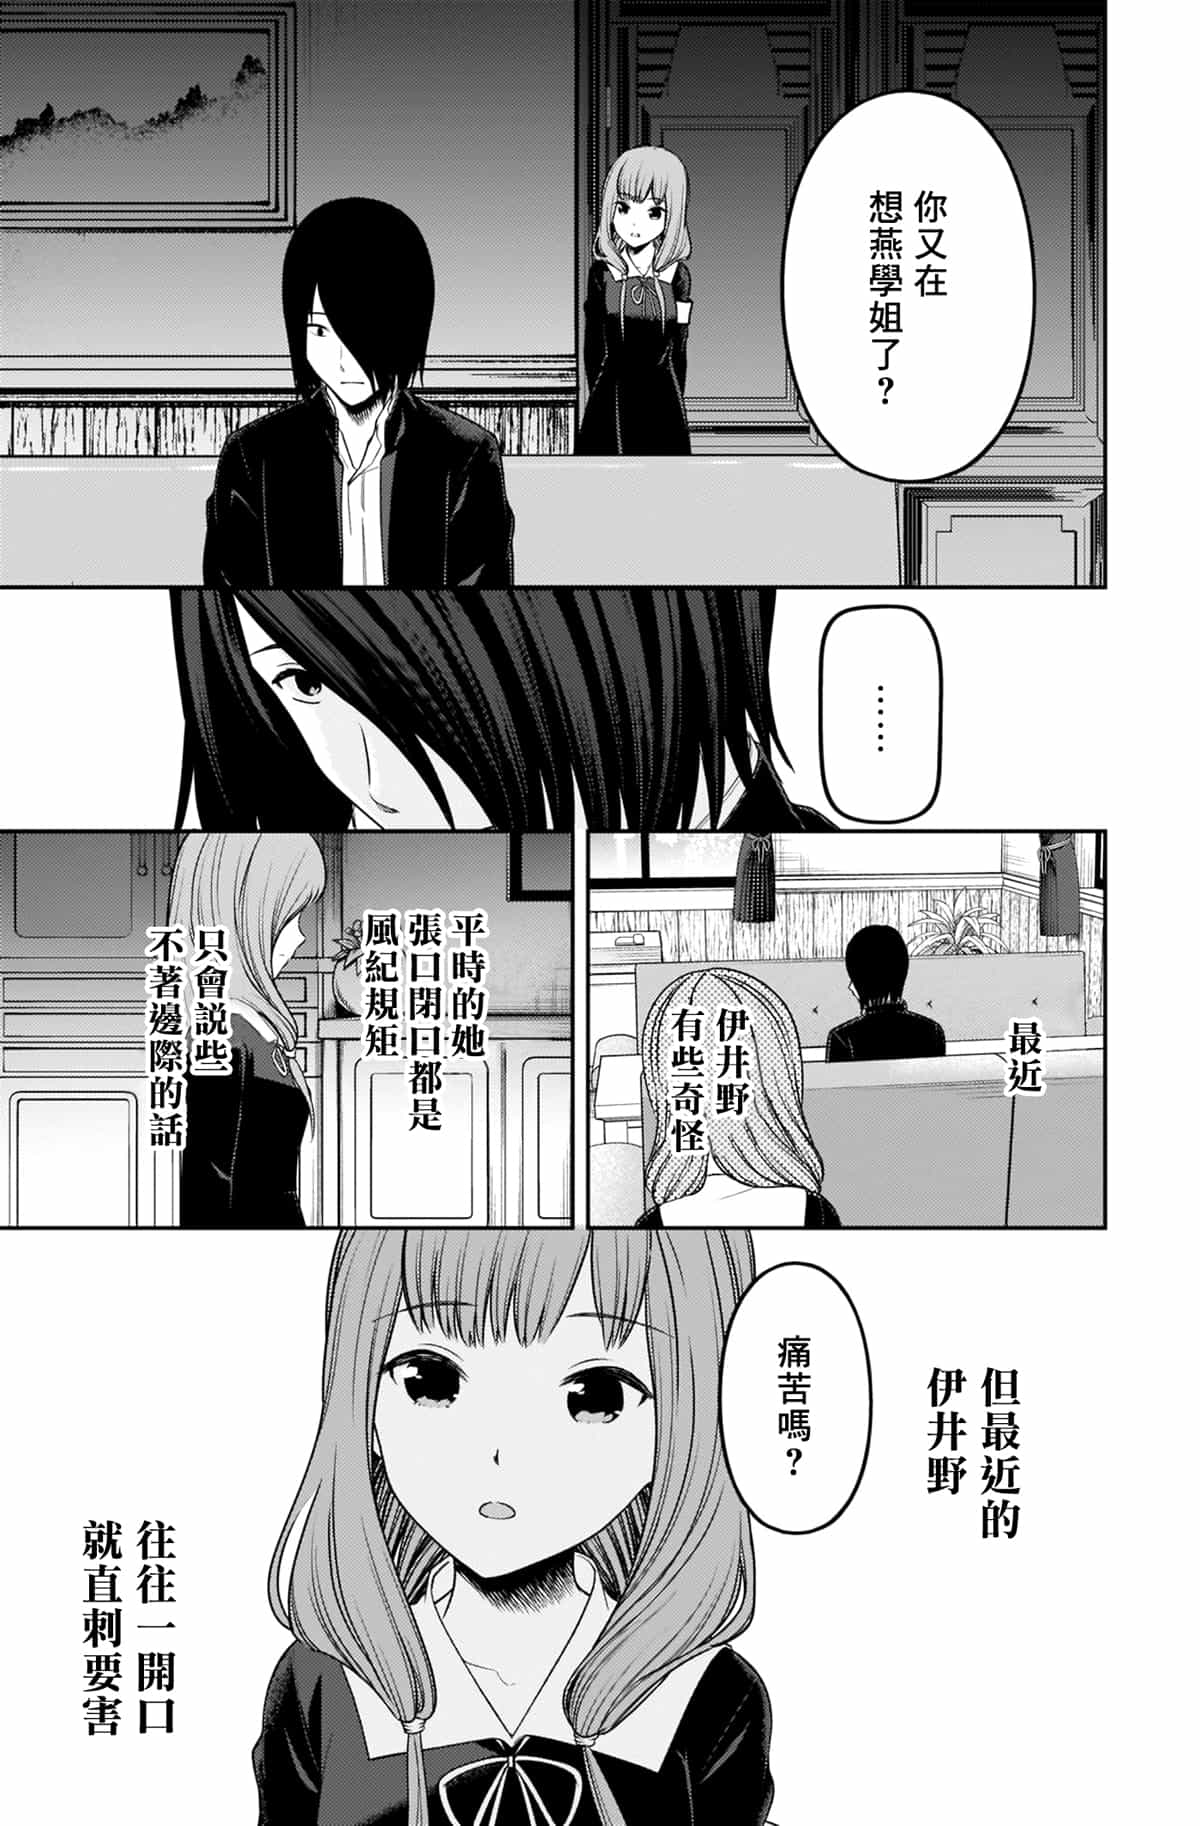 你又在
想燕學姐了？
……
最近
伊井野
有些奇怪
平時的她
張口閉口都是
風紀規矩
只會説些
不著邊際的話
但最近的
伊井野
痛苦嗎？
往往一開口
就直刺要害